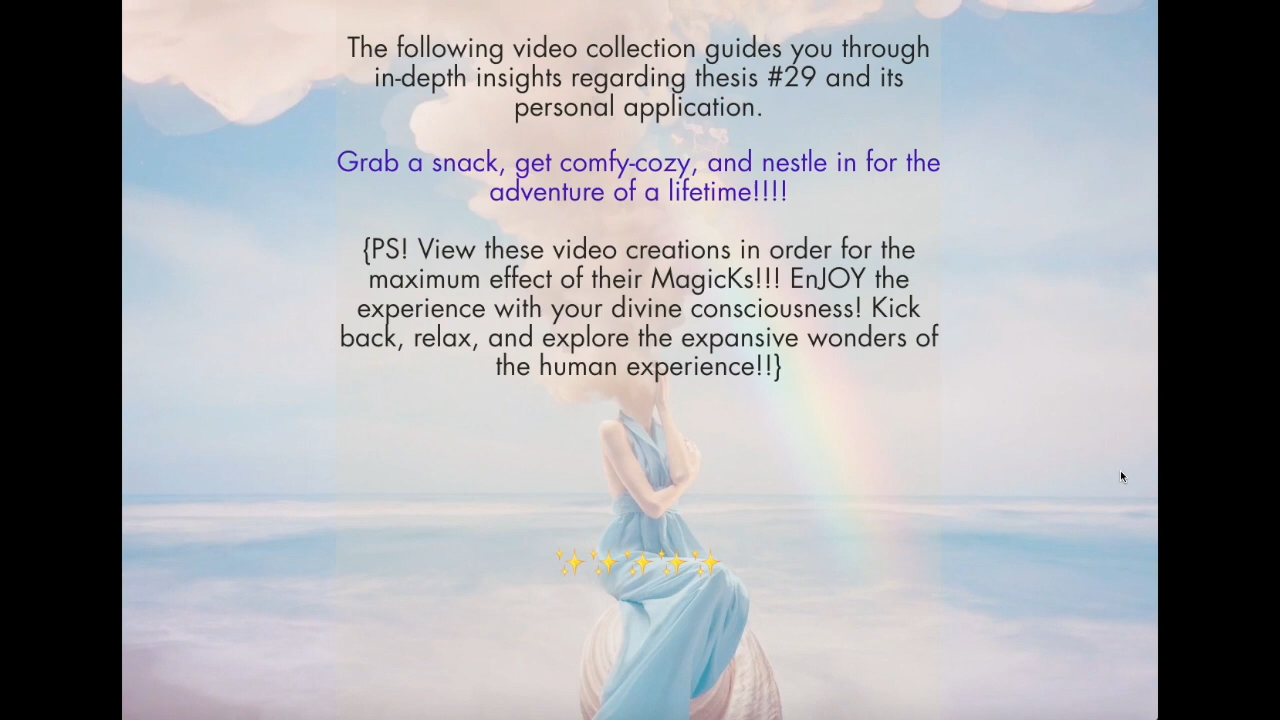 The following video collection guides you through
in-depth insights regarding thesis #29 and its
personal application.
Grab a snack, get comfy-cozy, and nestle in for the
adventure of a lifetime!!!!
{PS! View these video creations in order for the
maximum effect of their MagicKs!!! EnJOY the
experience with your divine consciousness! Kick
back, relax, and explore the expansive wonders of
the human experience!!}
✨✨✨✨✨